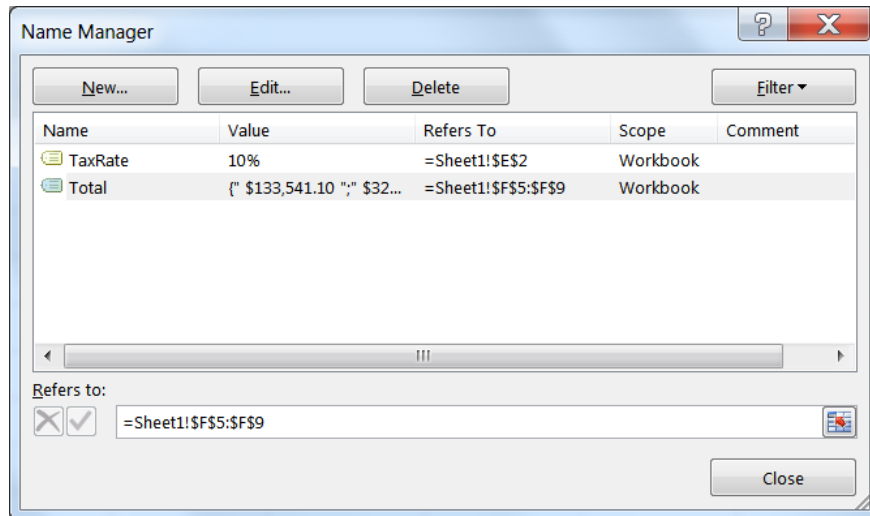 Name Manager
New... Edit... Delete Filter
Name Value Refers To Scope Comment
TaxRate 10% =Sheet1!$E$2 Workbook
Total {" $133,541.10 ";" $32... =Sheet1!$F$5:$F$9 Workbook
Refers to:
=Sheet1!$F$5:$F$9
Close